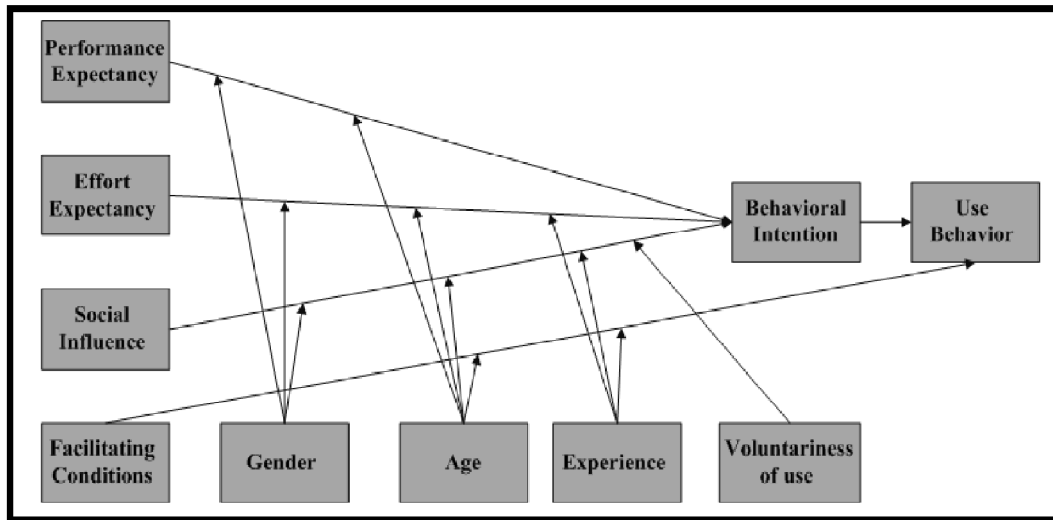 Performance
Expectancy
Effort
Expectancy
Behavioral
Intention
Use
Behavior
Social
Influence
Facilitating
Conditions
Gender
Age
Experience
Voluntariness
of use